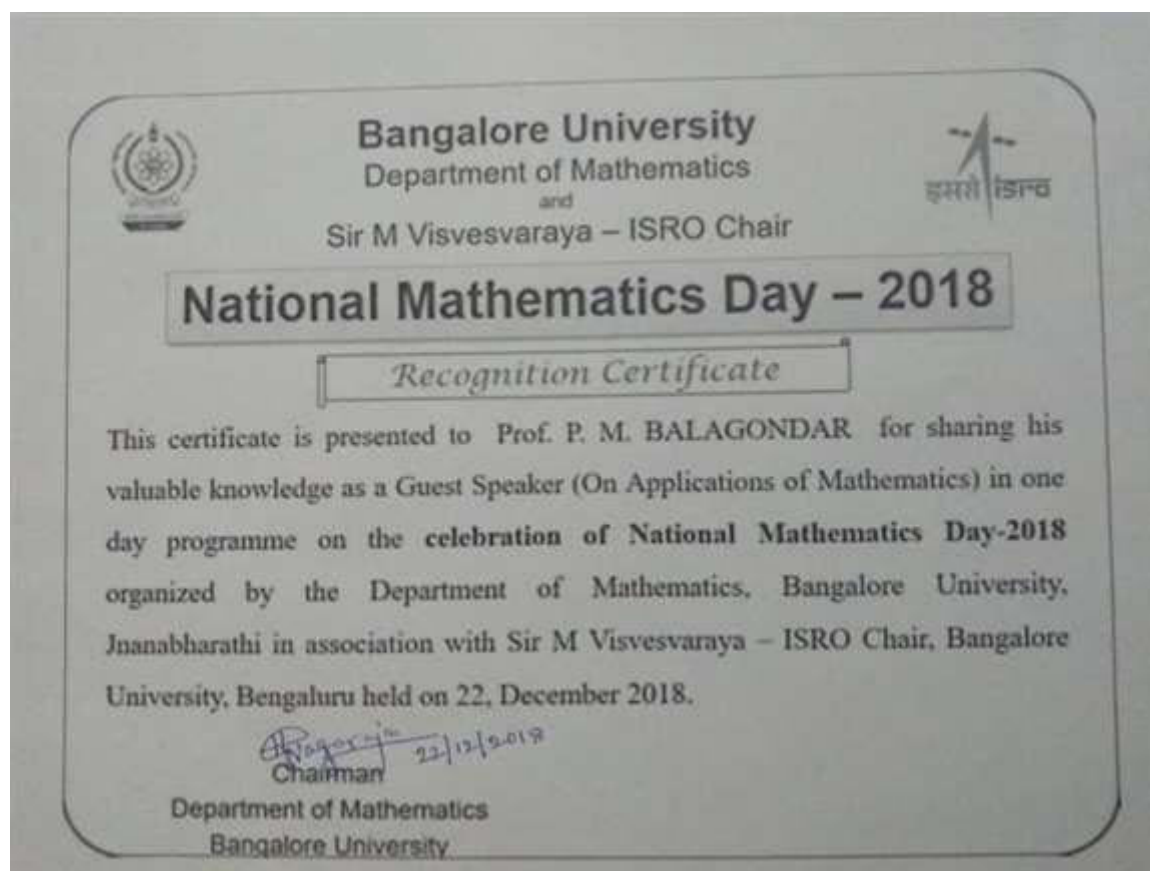 Bangalore University
Department of Mathematics
and
Sir M Visvesvaraya – ISRO Chair
इसरो isro
National Mathematics Day – 2018
Recognition Certificate
This certificate is presented to Prof. P. M. BALAGONDAR for sharing his
valuable knowledge as a Guest Speaker (On Applications of Mathematics) in one
day programme on the celebration of National Mathematics Day-2018
organized by the Department of Mathematics, Bangalore University,
Jnanabharathi in association with Sir M Visvesvaraya – ISRO Chair, Bangalore
University, Bengaluru held on 22, December 2018.
22/12/2018
Chairman
Department of Mathematics
Bangalore University